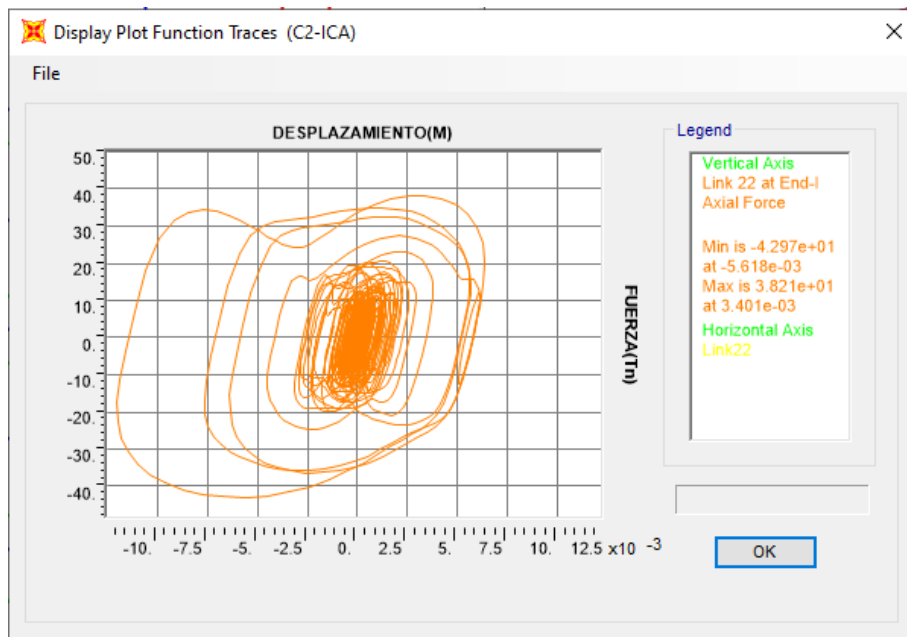 Display Plot Function Traces (C2-ICA)
File
DESPLAZAMIENTO(M)
50.
40.
30.
20.
10.
0.
-10.
-20.
-30.
-40.
-10. -7.5 -5. -2.5 0. 2.5 5. 7.5 10. 12.5 x10 -3
FUERZA(Tn)
Legend
Vertical Axis
Link 22 at End-I
Axial Force
Min is -4.297e+01
at -5.618e-03
Max is 3.821e+01
at 3.401e-03
Horizontal Axis
Link22
OK